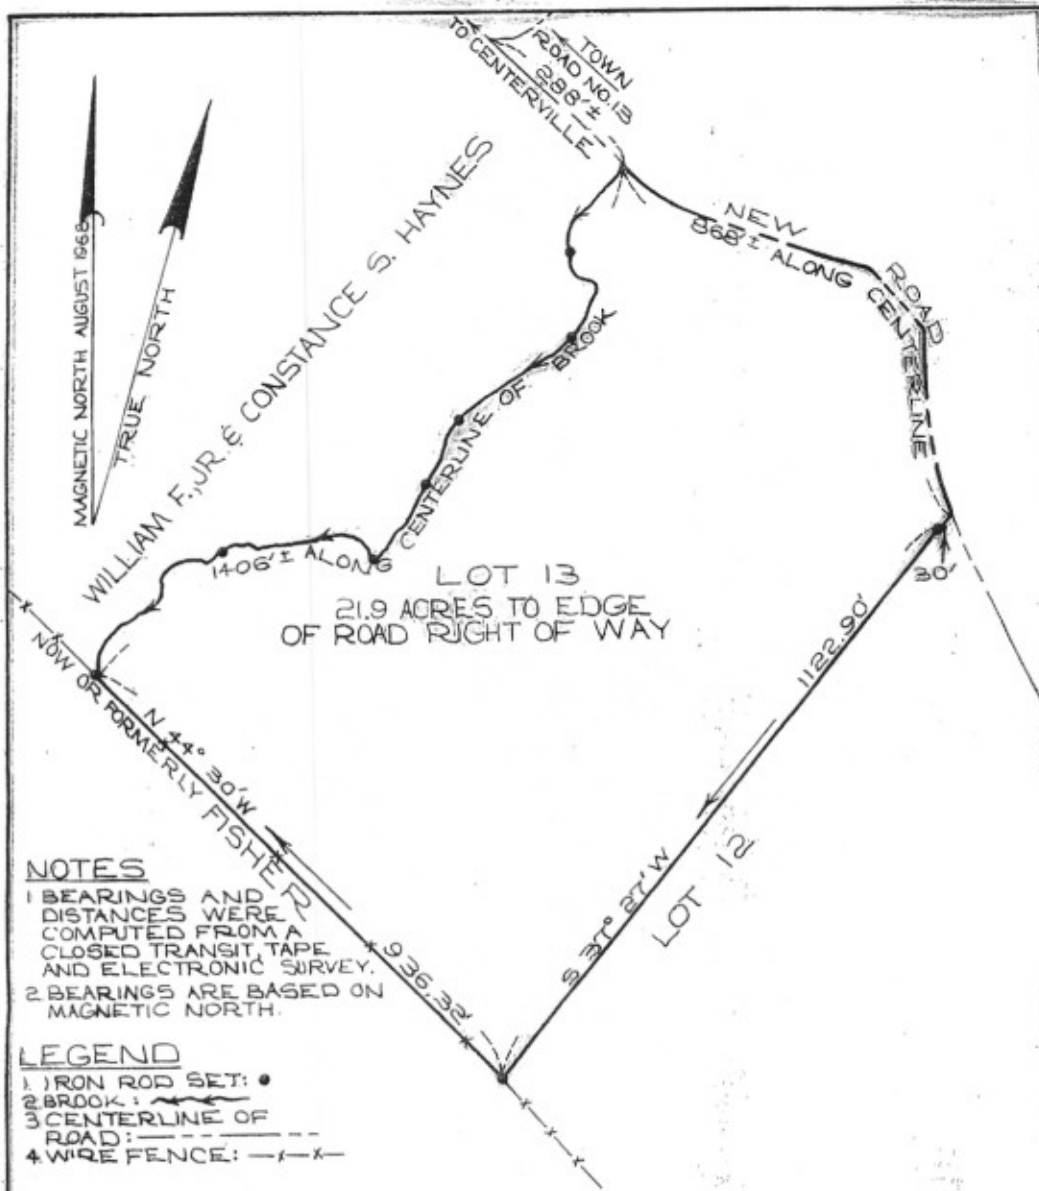 TOWN
ROAD NO.13
288'±
TO CENTERVILLE
NEW ROAD
868'± ALONG CENTERLINE
MAGNETIC NORTH AUGUST 1968
TRUE NORTH
WILLIAM F., JR. & CONSTANCE S. HAYNES
1406'± ALONG CENTERLINE OF BROOK
LOT 13
21.9 ACRES TO EDGE
OF ROAD RIGHT OF WAY
30'
1122.90'
S 37° 27' W
LOT 12
NOW OR FORMERLY FISHER
N 44° 30' W
936.32'
NOTES
1 BEARINGS AND
DISTANCES WERE
COMPUTED FROM A
CLOSED TRANSIT, TAPE
AND ELECTRONIC SURVEY.
2 BEARINGS ARE BASED ON
MAGNETIC NORTH.
LEGEND
1. IRON ROD SET:
2 BROOK:
3 CENTERLINE OF
ROAD:
4. WIRE FENCE: